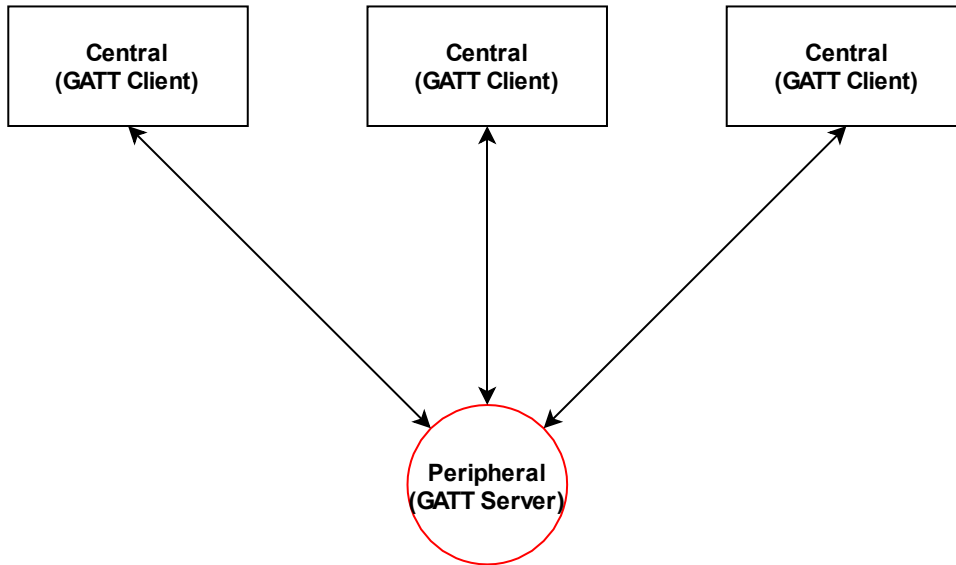 Central
(GATT Client)
Central
(GATT Client)
Central
(GATT Client)
Peripheral
(GATT Server)